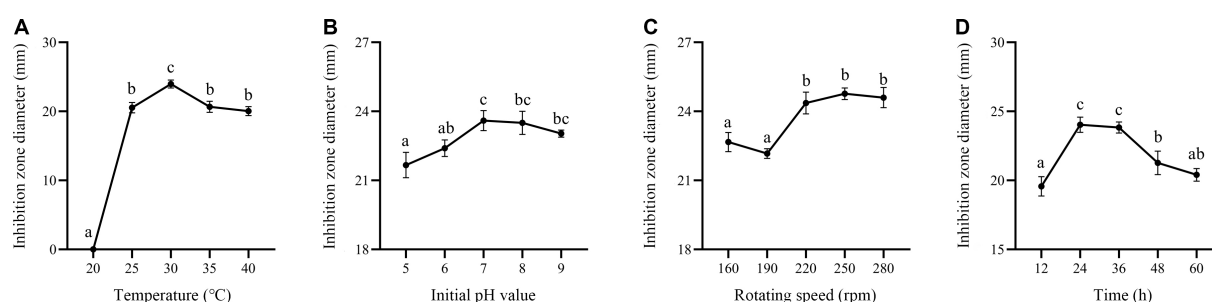 A
Inhibition zone diameter (mm)
30
20
10
0
a
b
c
b
b
20 25 30 35 40
Temperature (°C)
B
Inhibition zone diameter (mm)
27
24
21
18
a
ab
c
bc
bc
5 6 7 8 9
Initial pH value
C
Inhibition zone diameter (mm)
27
24
21
18
a
a
b
b
b
160 190 220 250 280
Rotating speed (rpm)
D
Inhibition zone diameter (mm)
30
25
20
15
a
c
c
b
ab
12 24 36 48 60
Time (h)